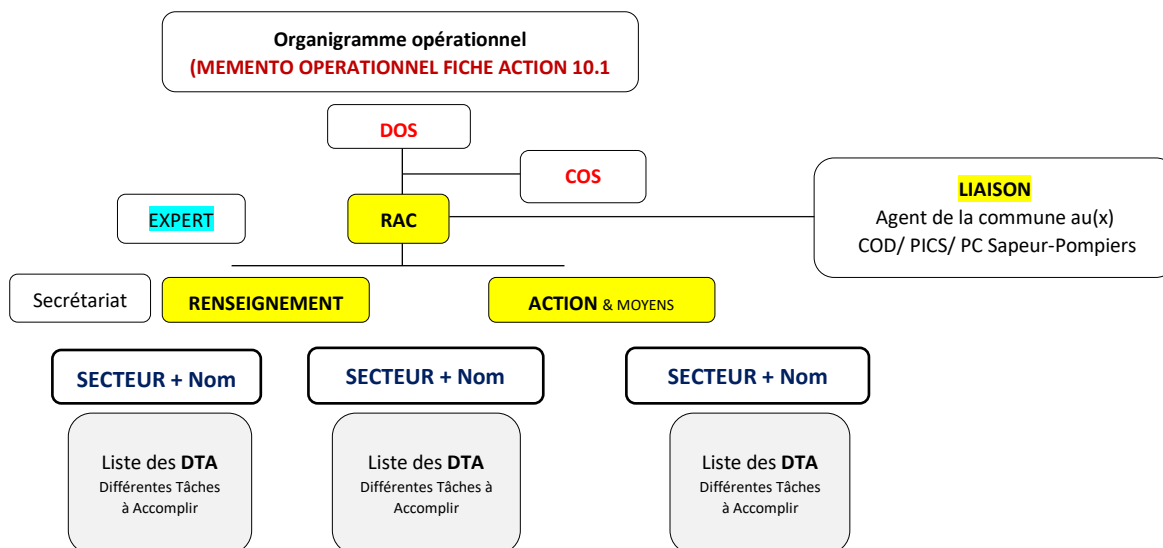 Organigramme opérationnel
(MEMENTO OPERATIONNEL FICHE ACTION 10.1
DOS
COS
LIAISON
Agent de la commune au(x)
COD/ PICS/ PC Sapeur-Pompiers
EXPERT
RAC
Secrétariat
RENSEIGNEMENT
ACTION & MOYENS
SECTEUR + Nom
SECTEUR + Nom
SECTEUR + Nom
Liste des DTA
Différentes Tâches
à Accomplir
Liste des DTA
Différentes Tâches à
Accomplir
Liste des DTA
Différentes Tâches
à Accomplir